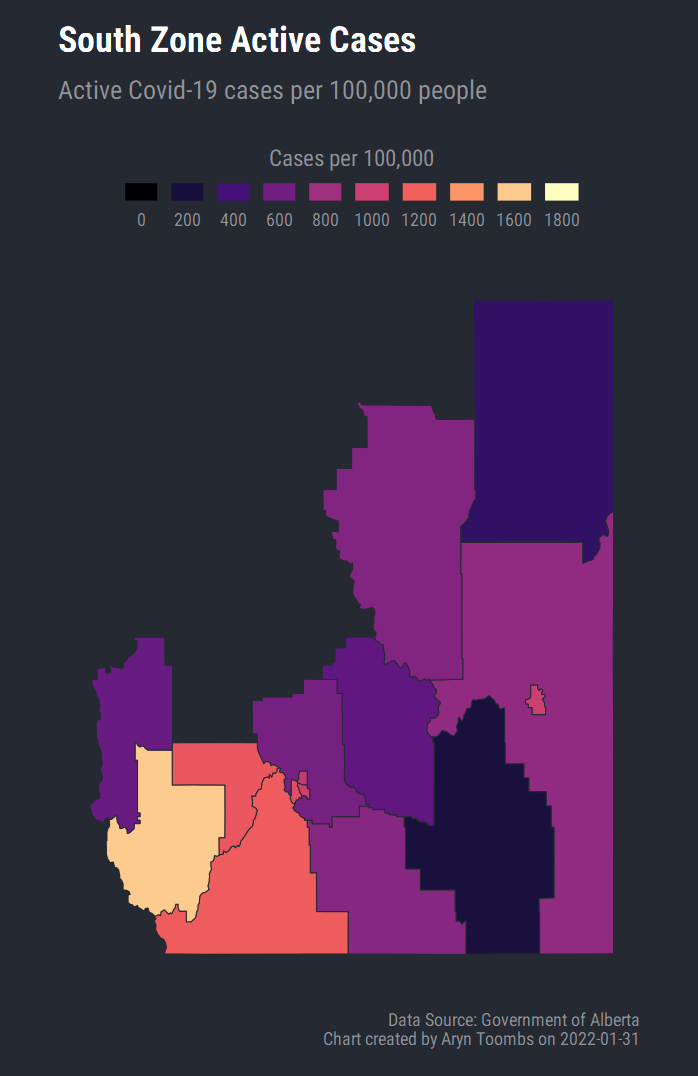 South Zone Active Cases
Active Covid-19 cases per 100,000 people
Cases per 100,000
0 200 400 600 800 1000 1200 1400 1600 1800
Data Source: Government of Alberta
Chart created by Aryn Toombs on 2022-01-31